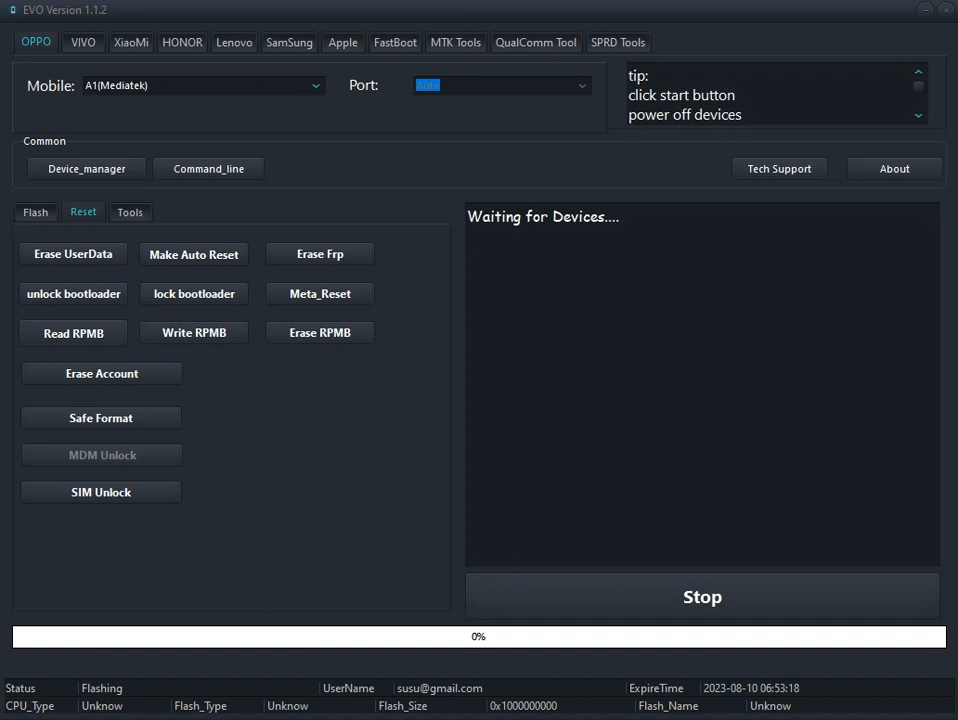 EVO Version 1.1.2
OPPO VIVO XiaoMi HONOR Lenovo SamSung Apple FastBoot MTK Tools QualComm Tool SPRD Tools
Mobile: A1(Mediatek) Port: Auto
tip:
click start button
power off devices
Common
Device_manager Command_line Tech Support About
Flash Reset Tools
Waiting for Devices....
Erase UserData Make Auto Reset Erase Frp
unlock bootloader lock bootloader Meta_Reset
Read RPMB Write RPMB Erase RPMB
Erase Account
Safe Format
MDM Unlock
SIM Unlock
Stop
0%
Status Flashing UserName susu@gmail.com ExpireTime 2023-08-10 06:53:18
CPU_Type Unknow Flash_Type Unknow Flash_Size 0x1000000000 Flash_Name Unknow